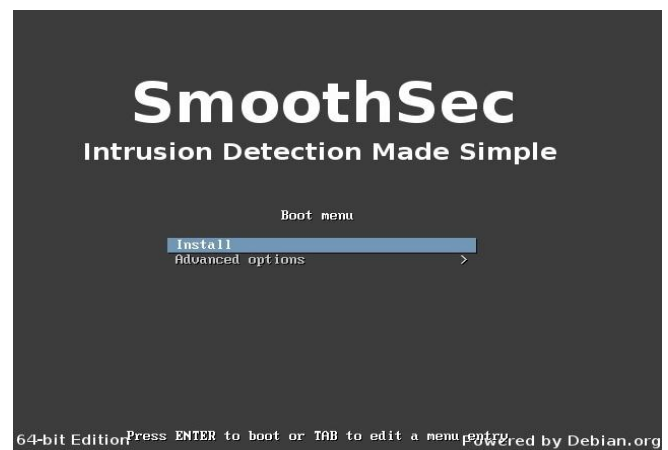 SmoothSec
Intrusion Detection Made Simple
Boot menu
Install
Advanced options >
64-bit Edition
Press ENTER to boot or TAB to edit a menu entry
Powered by Debian.org